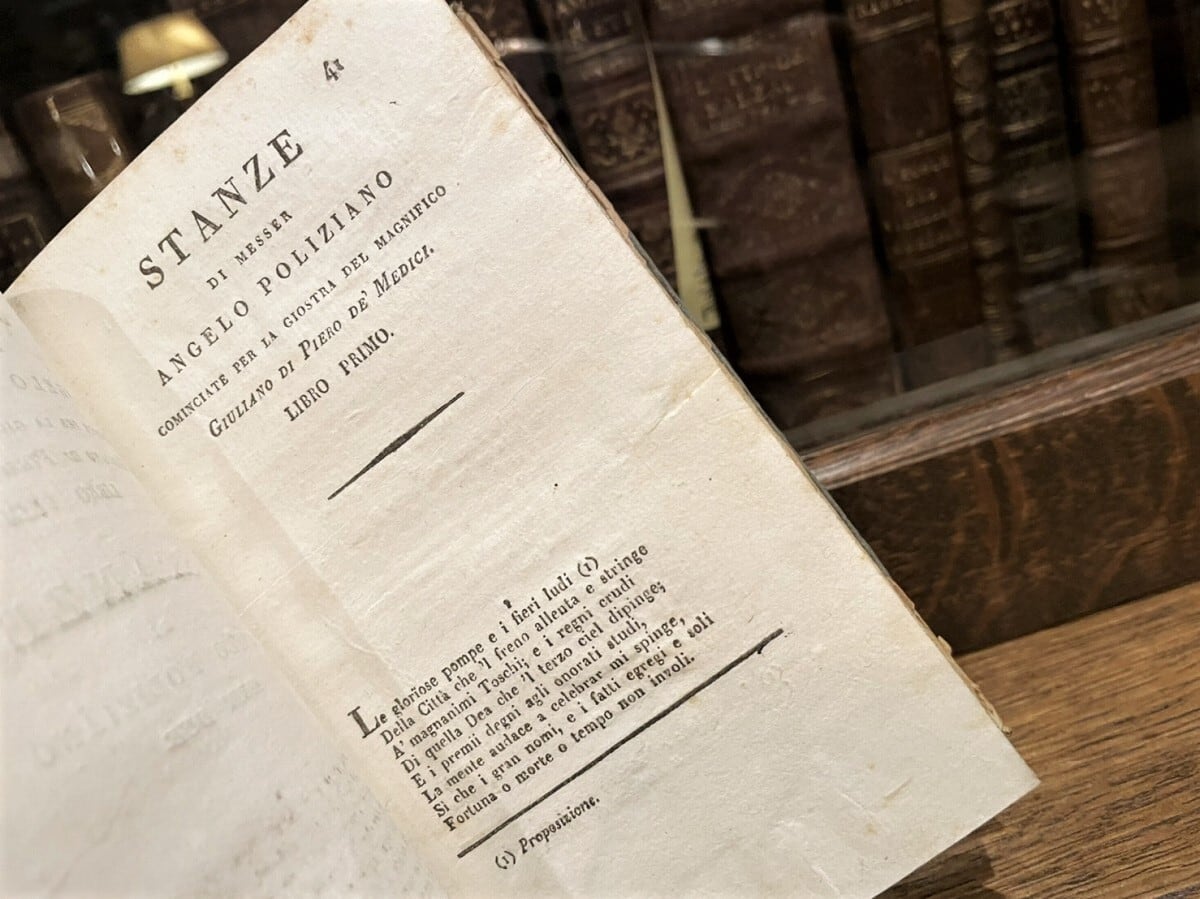 41
STANZE
DI MESSER
ANGELO POLIZIANO
COMINCIATE PER LA GIOSTRA DEL MAGNIFICO
GIULIANO DI PIERO DE' MEDICI.
LIBRO PRIMO.
Le gloriose pompe e i fieri ludi (1)
Della Città che 'l freno allenta e stringe
A' magnanimi Toschi; e i regni crudi
Di quella Dea che 'l terzo ciel dipinge;
E i premii degni agli onorati studi,
La mente audace a celebrar mi spinge,
Sì che i gran nomi, e i fatti egregi e soli
Fortuna o morte o tempo non involi.
(1) Proposizione.